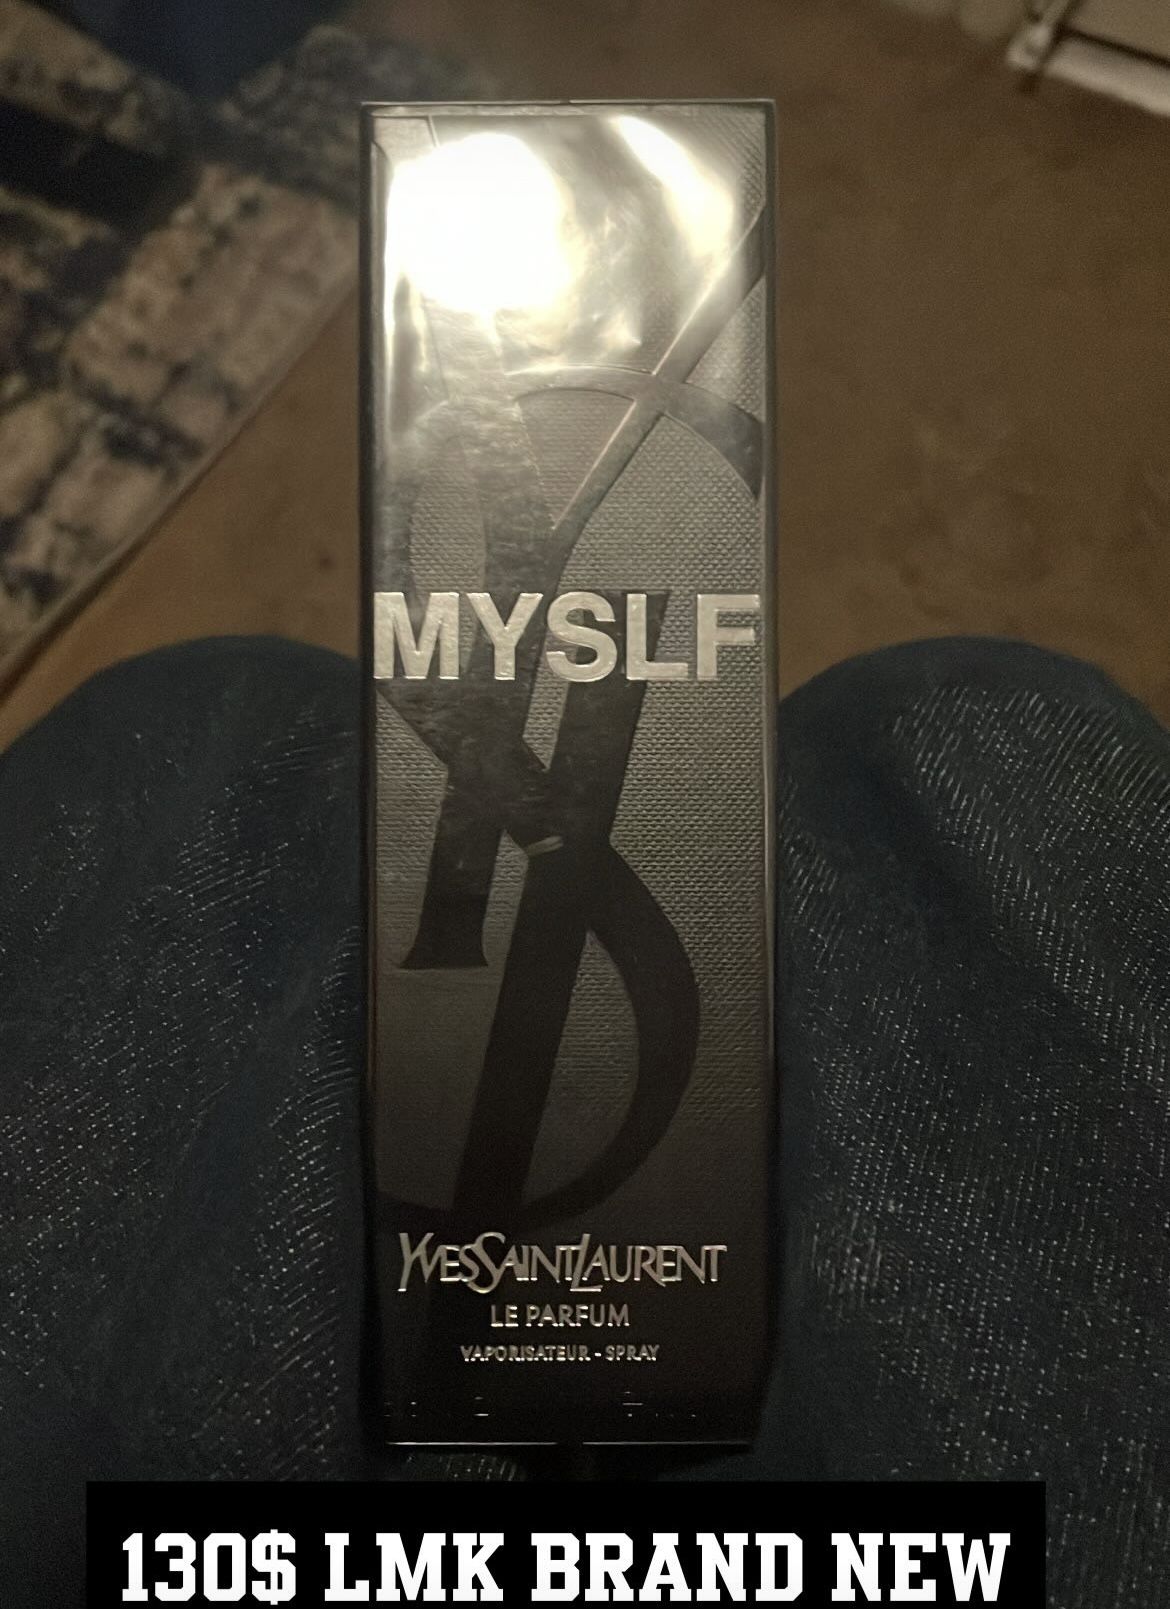 MYSLF
YVESSAINTLAURENT
LE PARFUM
VAPORISATEUR - SPRAY
130$ LMK BRAND NEW